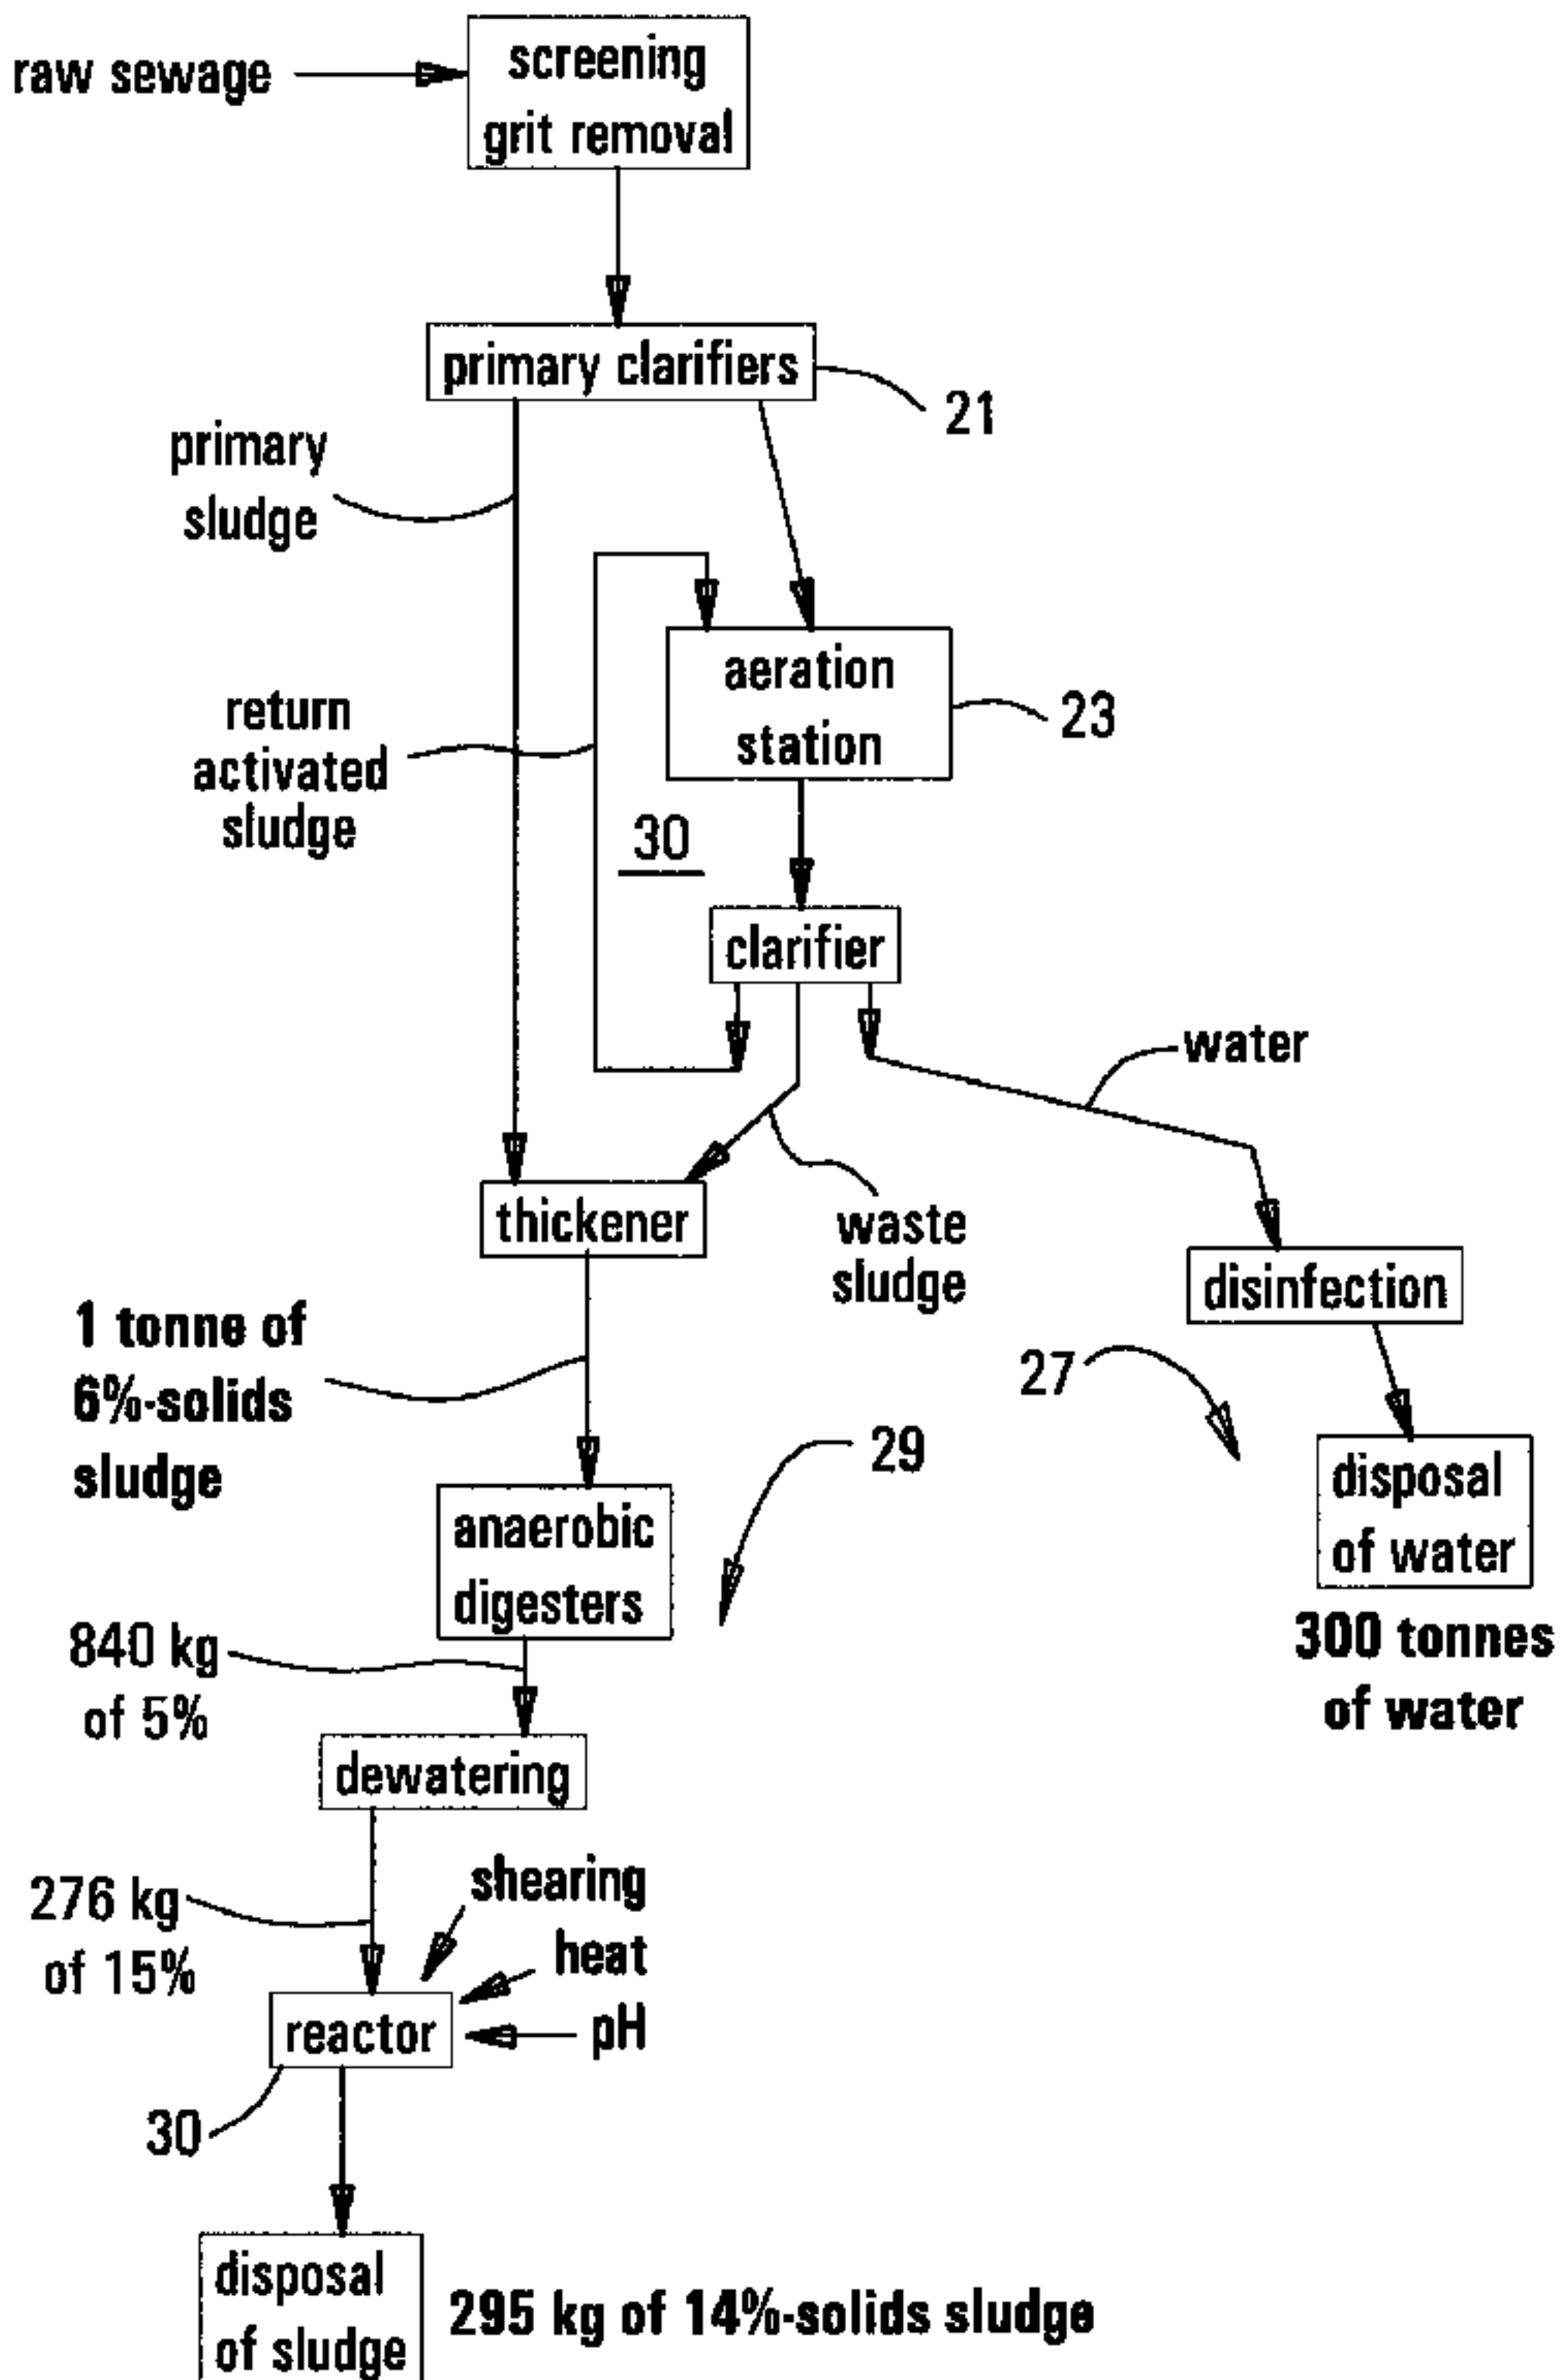 raw sewage
screening
grit removal
primary clarifiers
21
primary
sludge
aeration
station
23
return
activated
sludge
30
clarifier
water
thickener
waste
sludge
disinfection
1 tonne of
6%-solids
sludge
27
29
disposal
of water
300 tonnes
of water
anaerobic
digesters
840 kg
of 5%
dewatering
276 kg
of 15%
shearing
heat
pH
reactor
30
disposal
of sludge
295 kg of 14%-solids sludge